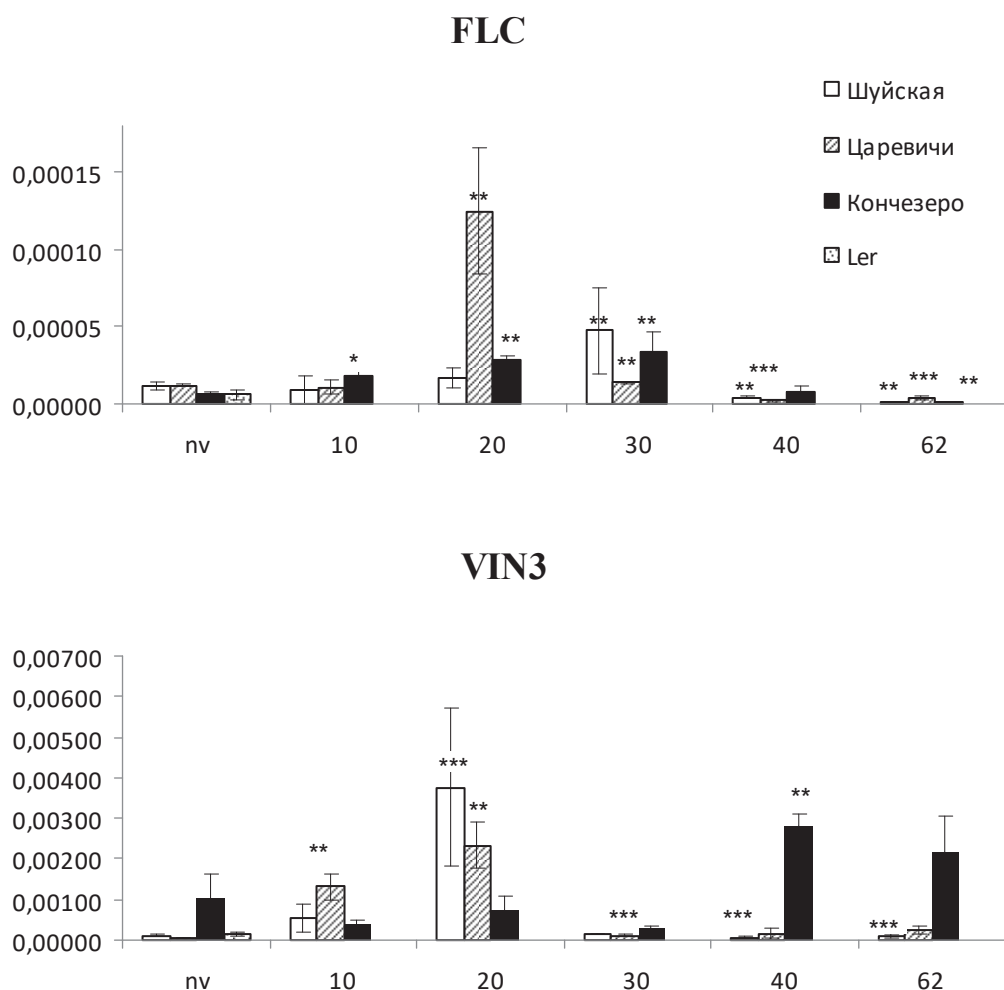 FLC
Шуйская
Царевичи
Кончезеро
Ler
0,00015
0,00010
0,00005
0,00000
** ** ** ** ** * ** *** ** *** **
nv 10 20 30 40 62
VIN3
0,00700
0,00600
0,00500
0,00400
0,00300
0,00200
0,00100
0,00000
*** ** ** ** *** *** ***
nv 10 20 30 40 62